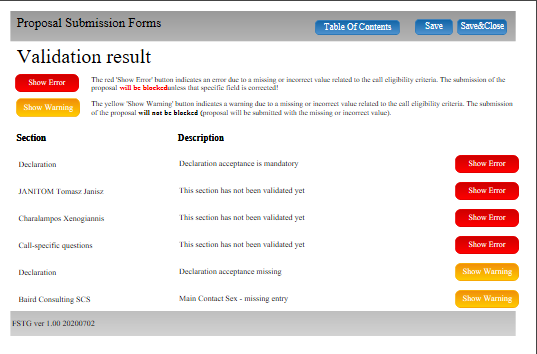 Proposal Submission Forms
Table Of Contents
Save
Save&Close
Validation result
Show Error
The red 'Show Error' button indicates an error due to a missing or incorrect value related to the call eligibility criteria. The submission of the
proposal will be blockedunless that specific field is corrected!
Show Warning
The yellow 'Show Warning' button indicates a warning due to a missing or incorrect value related to the call eligibility criteria. The submission
of the proposal will not be blocked (proposal will be submitted with the missing or incorrect value).
Section Description
Declaration Declaration acceptance is mandatory Show Error
JANITOM Tomasz Janisz This section has not been validated yet Show Error
Charalampos Xenogiannis This section has not been validated yet Show Error
Call-specific questions This section has not been validated yet Show Error
Declaration Declaration acceptance missing Show Warning
Baird Consulting SCS Main Contact Sex - missing entry Show Warning
FSTG ver 1.00 20200702